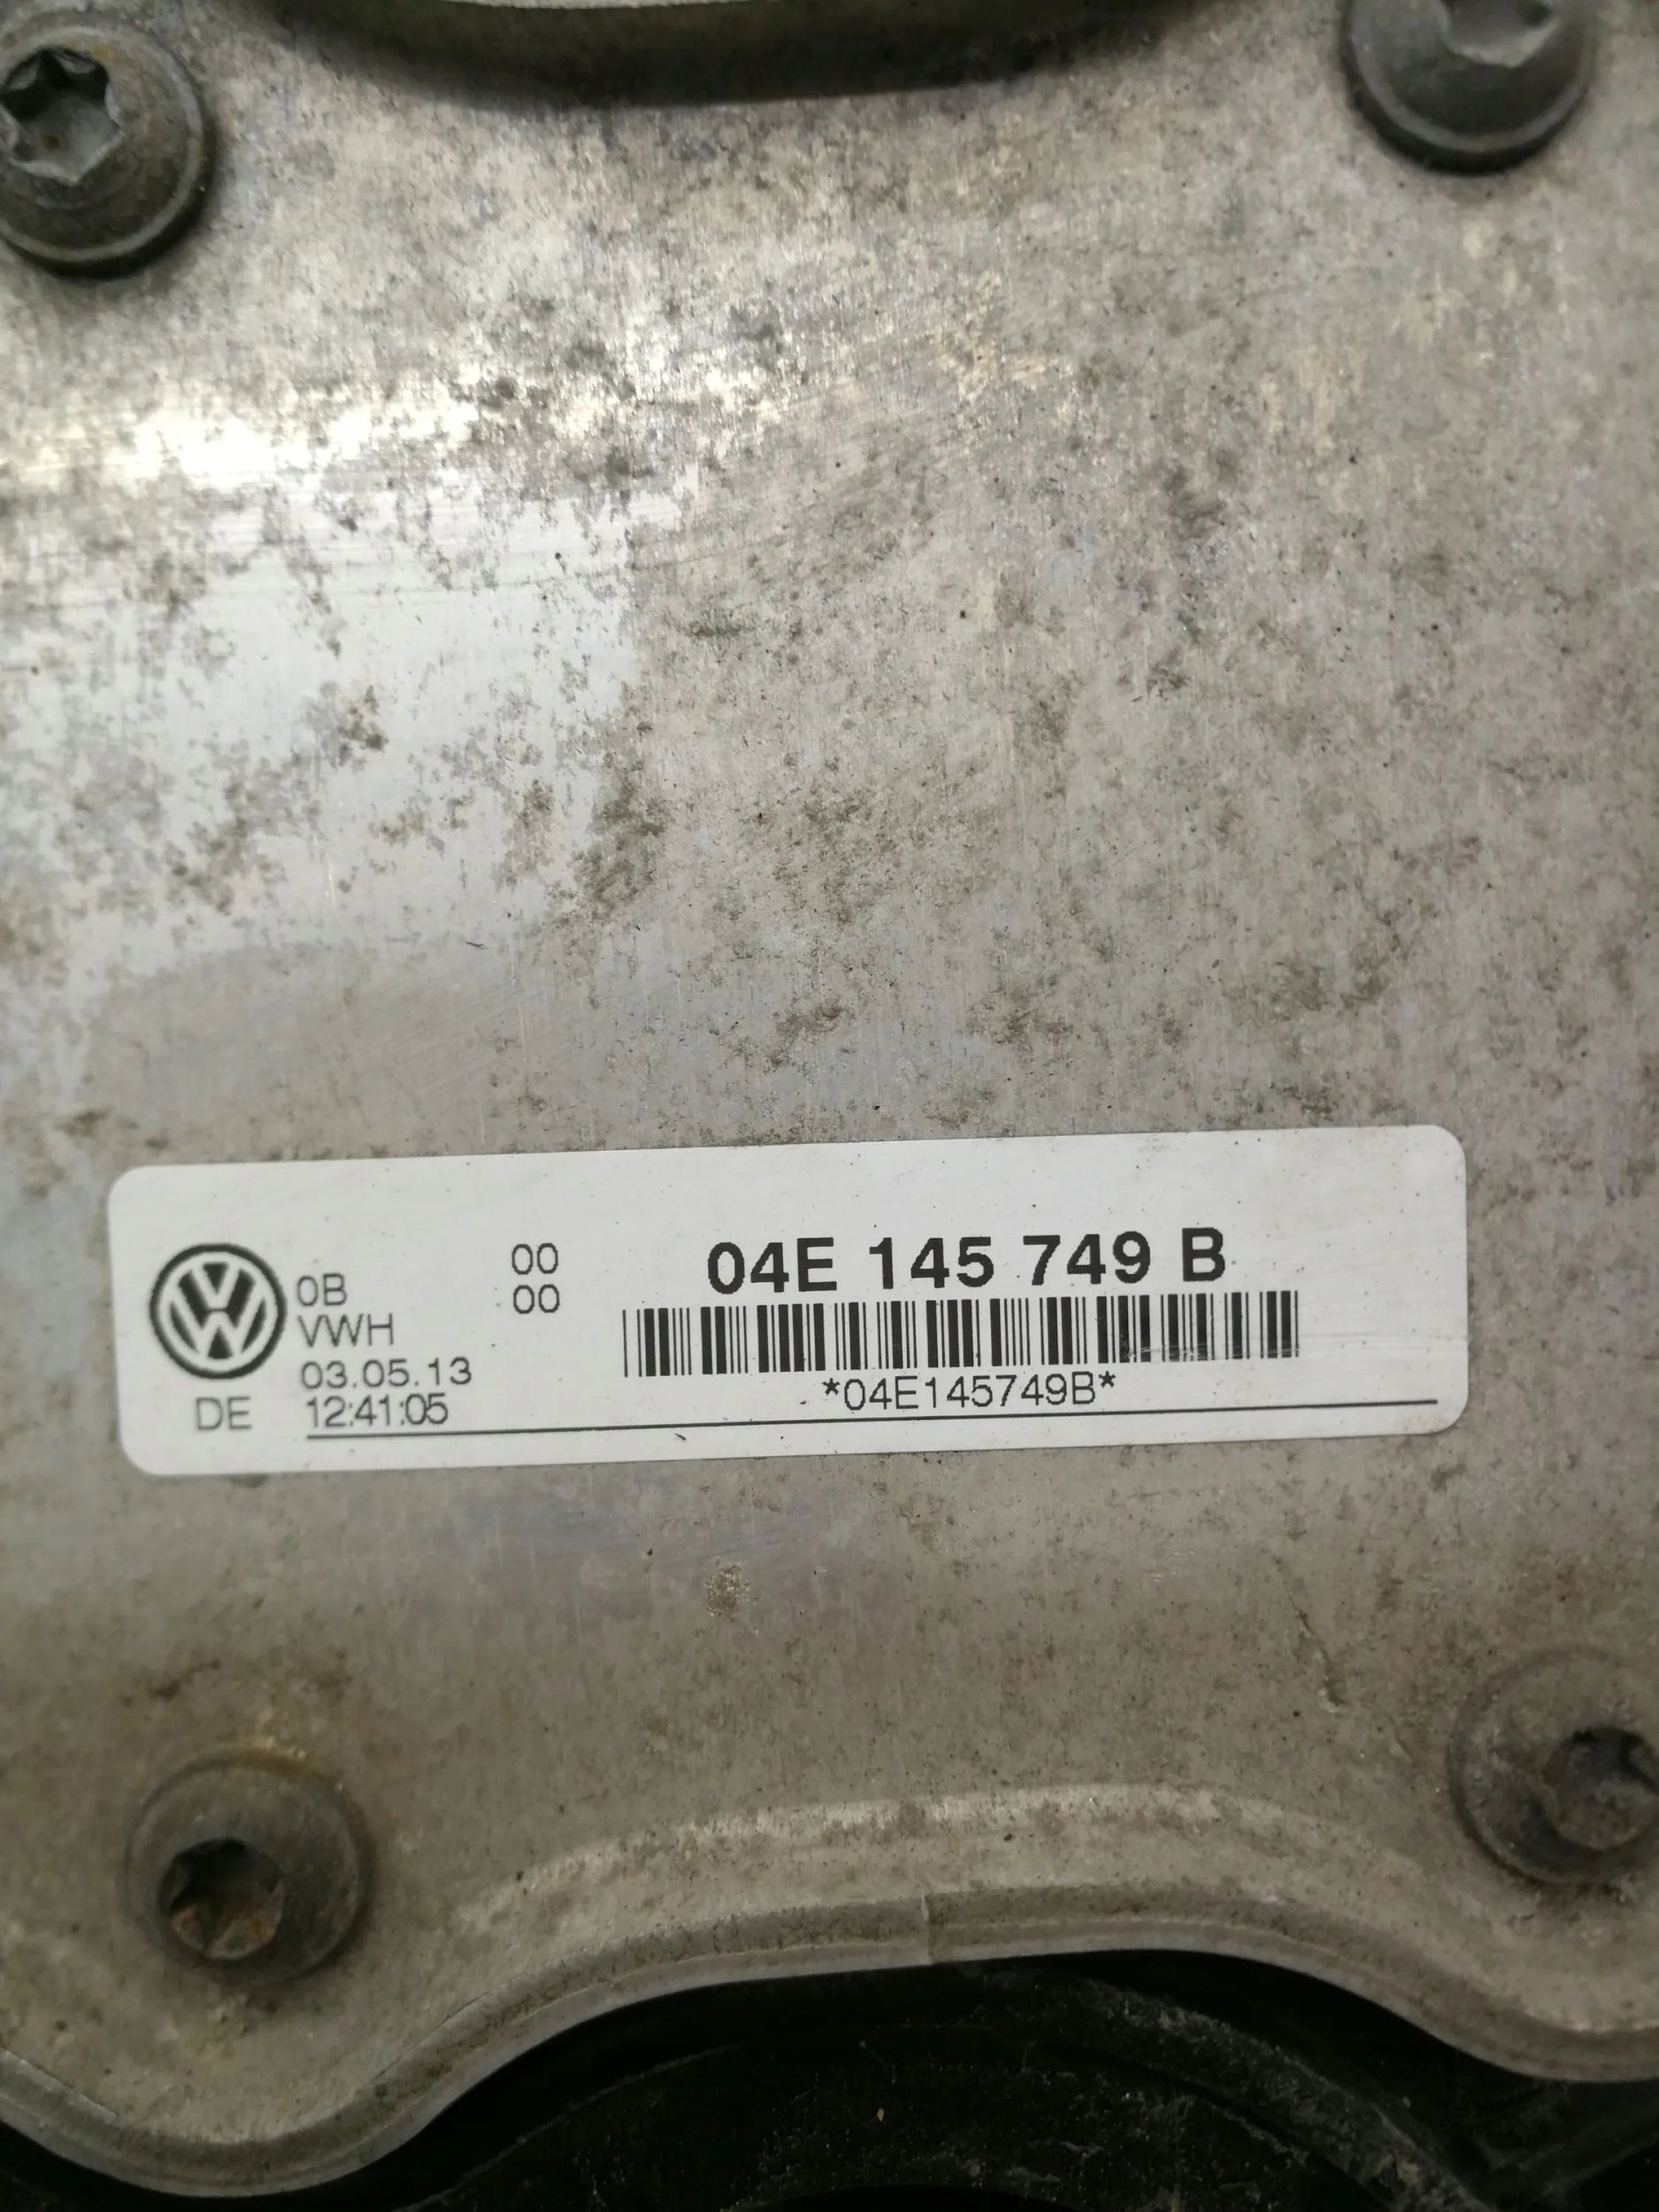 0B 00 04E 145 749 B
VWH 00
03.05.13
DE 12:41:05 *04E145749B*